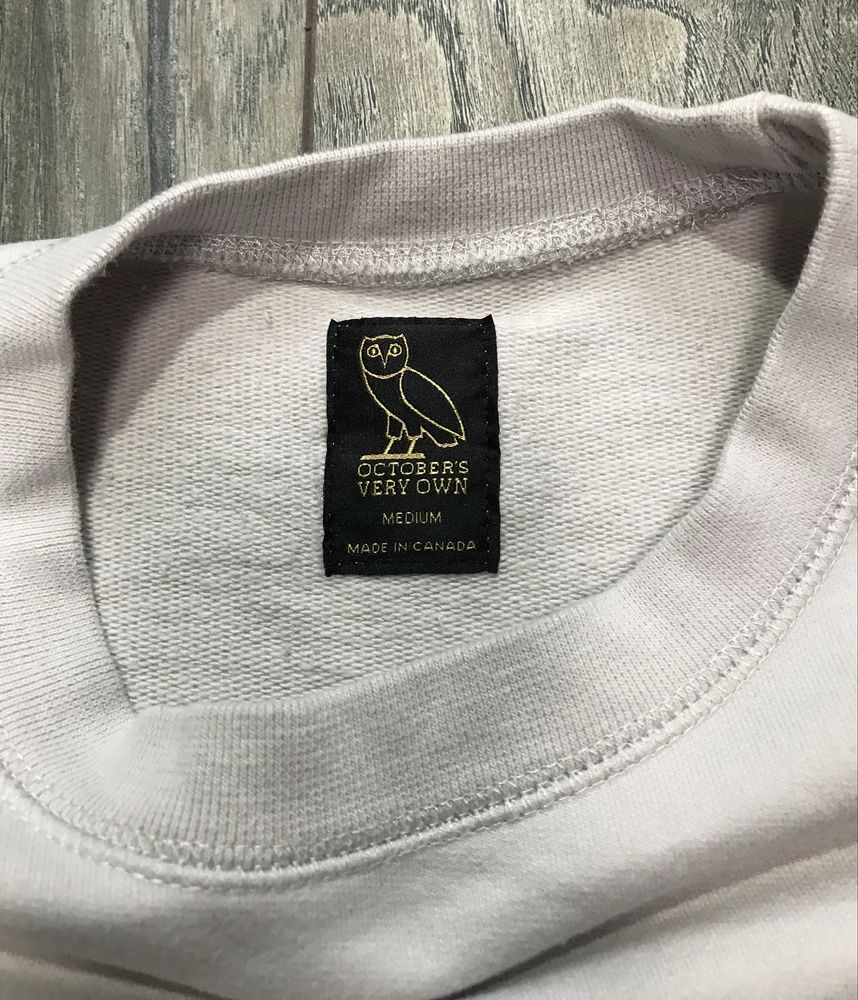 OCTOBER'S
VERY OWN
MEDIUM
MADE IN CANADA